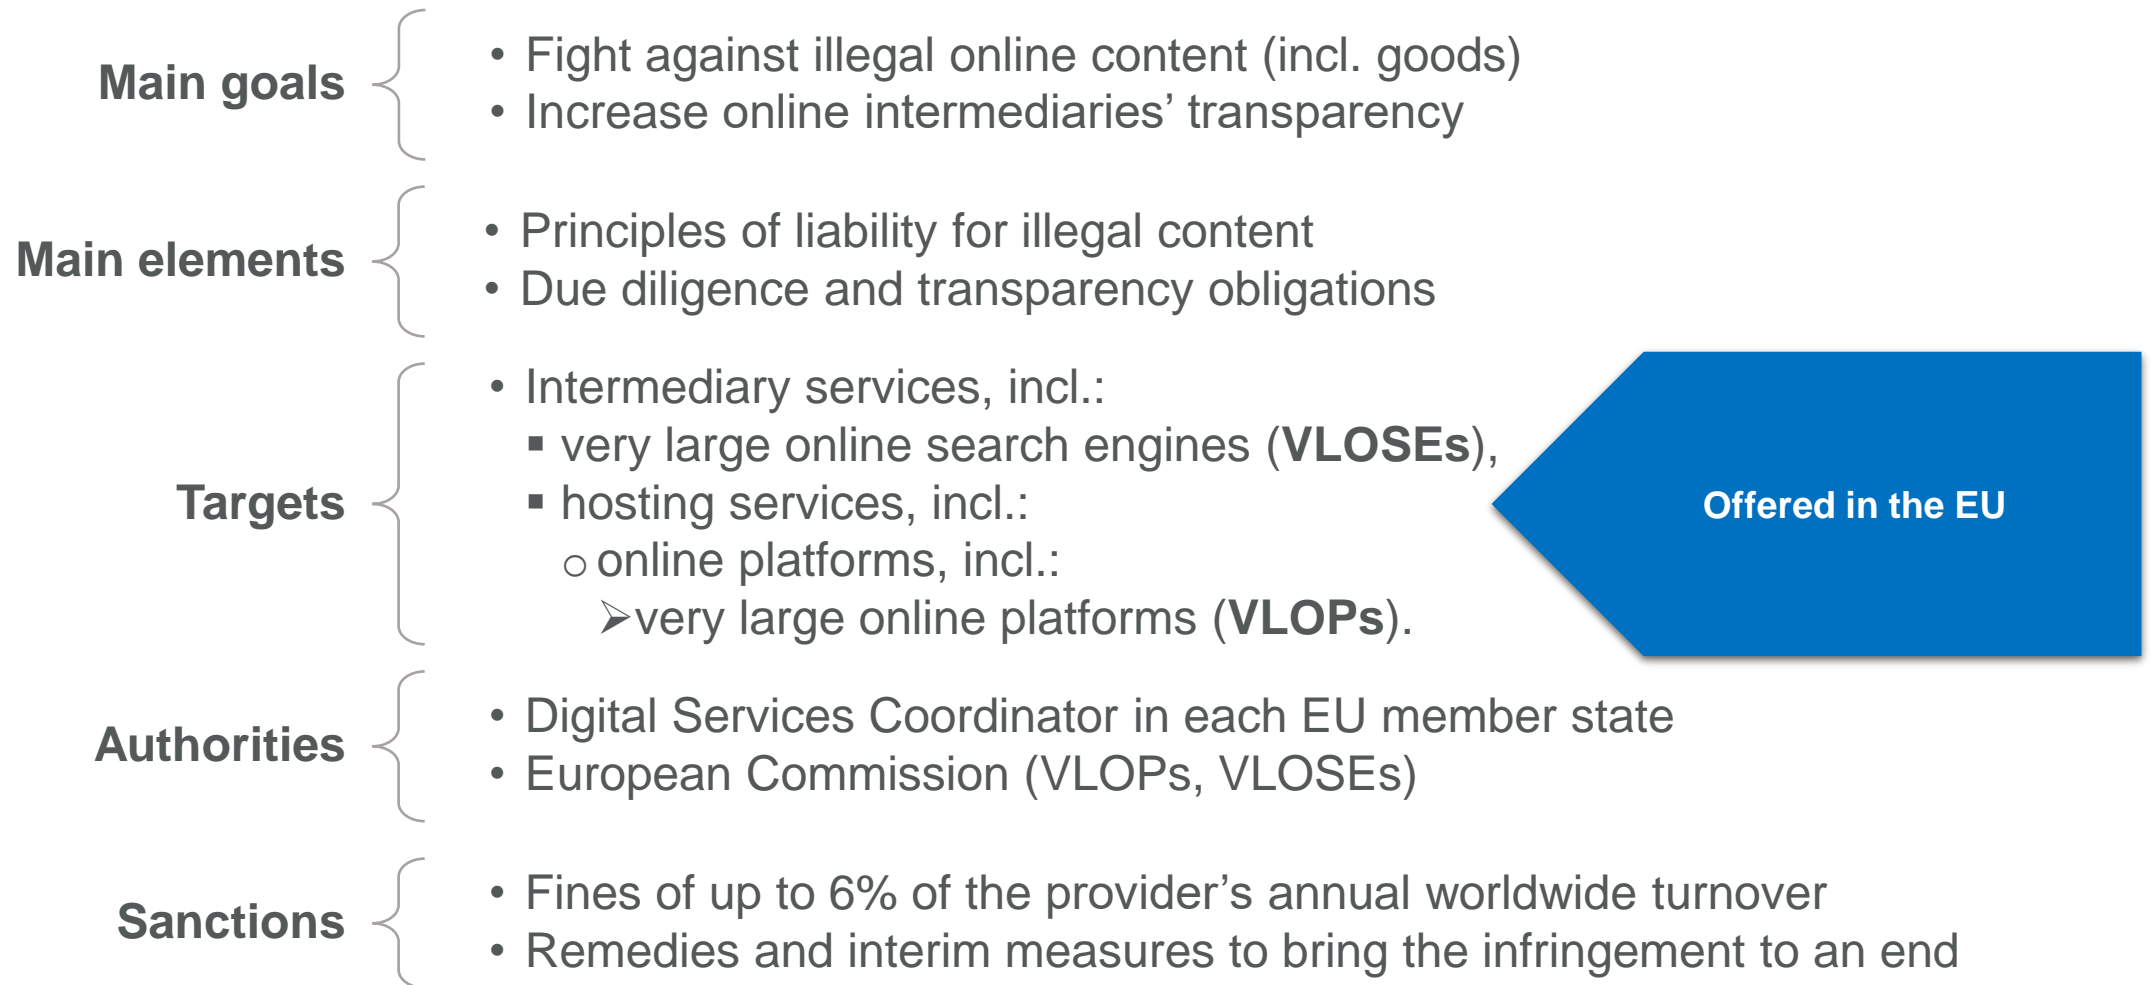 Main goals
• Fight against illegal online content (incl. goods)
• Increase online intermediaries’ transparency
Main elements
• Principles of liability for illegal content
• Due diligence and transparency obligations
Targets
• Intermediary services, incl.:
▪ very large online search engines (VLOSEs),
▪ hosting services, incl.:
o online platforms, incl.:
➢very large online platforms (VLOPs).
Offered in the EU
Authorities
• Digital Services Coordinator in each EU member state
• European Commission (VLOPs, VLOSEs)
Sanctions
• Fines of up to 6% of the provider’s annual worldwide turnover
• Remedies and interim measures to bring the infringement to an end